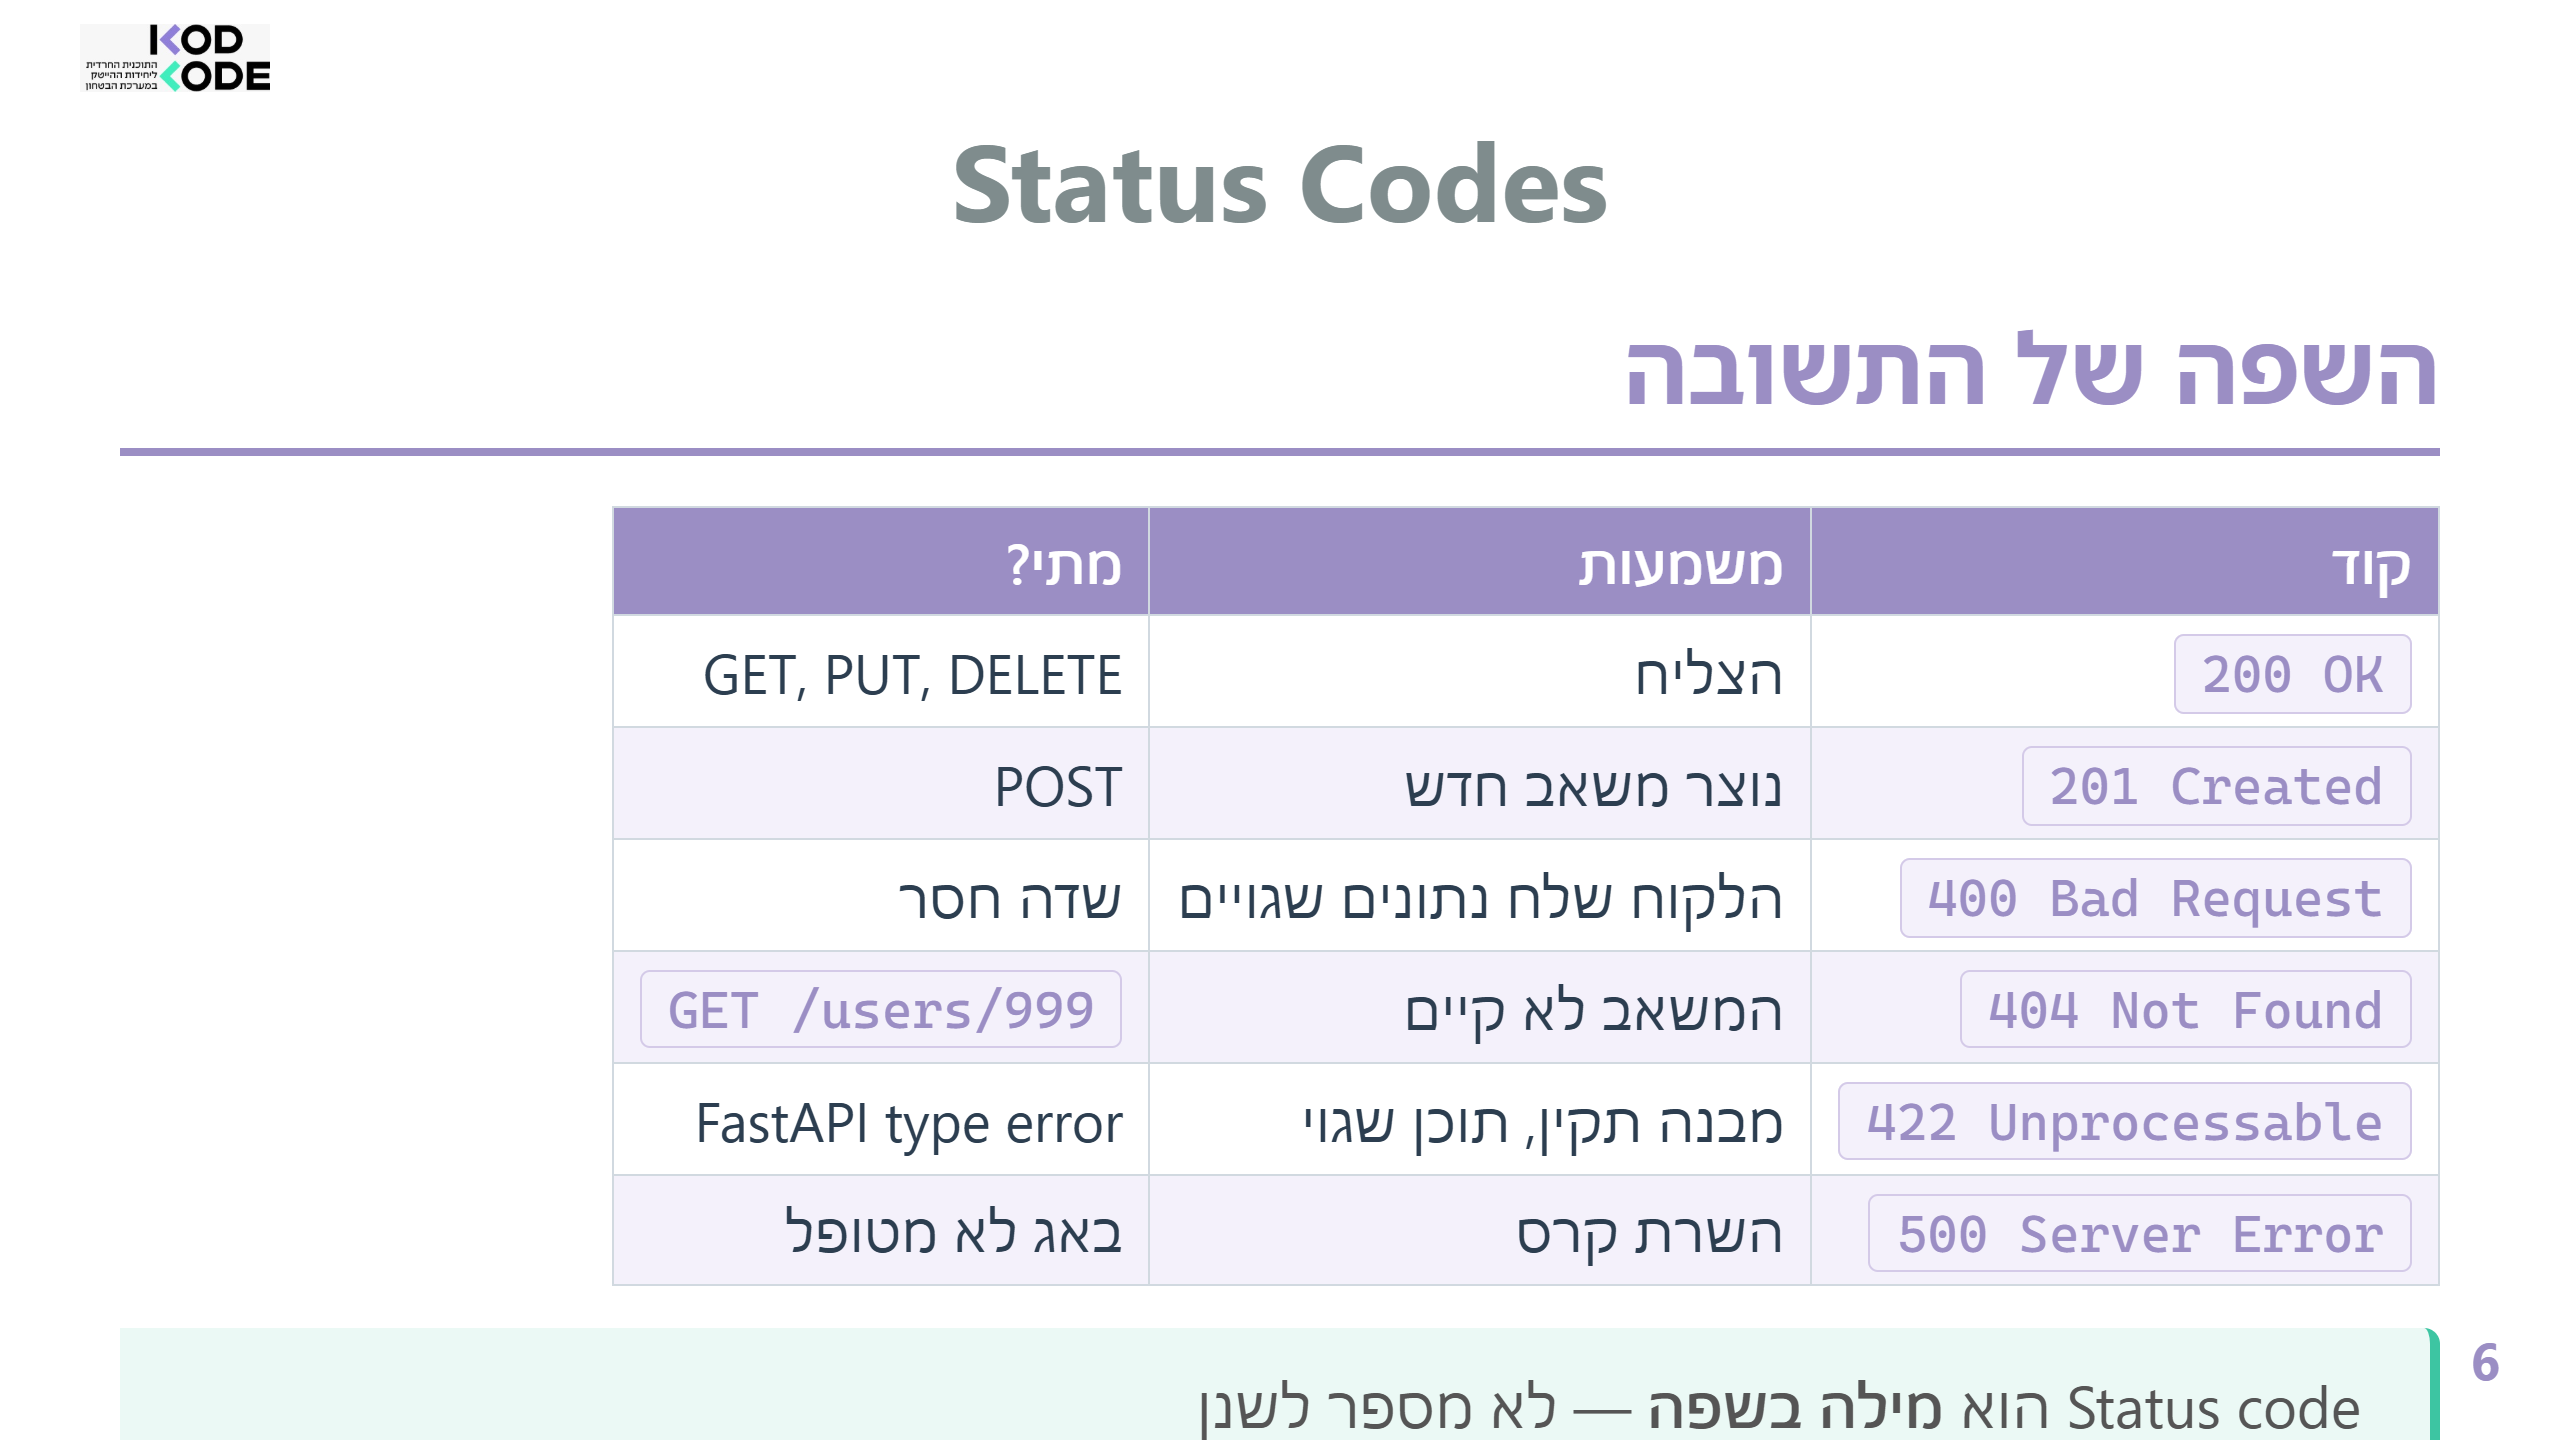 KOD
KODE
התוכנית החרדית
ליחידות ההייטק
במערכת הבטחון
Status Codes
השפה של התשובה
קוד משמעות מתי?
200 OK הצליח GET, PUT, DELETE
201 Created נוצר משאב חדש POST
400 Bad Request הלקוח שלח נתונים שגויים שדה חסר
404 Not Found המשאב לא קיים GET /users/999
422 Unprocessable מבנה תקין, תוכן שגוי FastAPI type error
500 Server Error השרת קרס באג לא מטופל
Status code הוא מילה בשפה — לא מספר לשנן
6